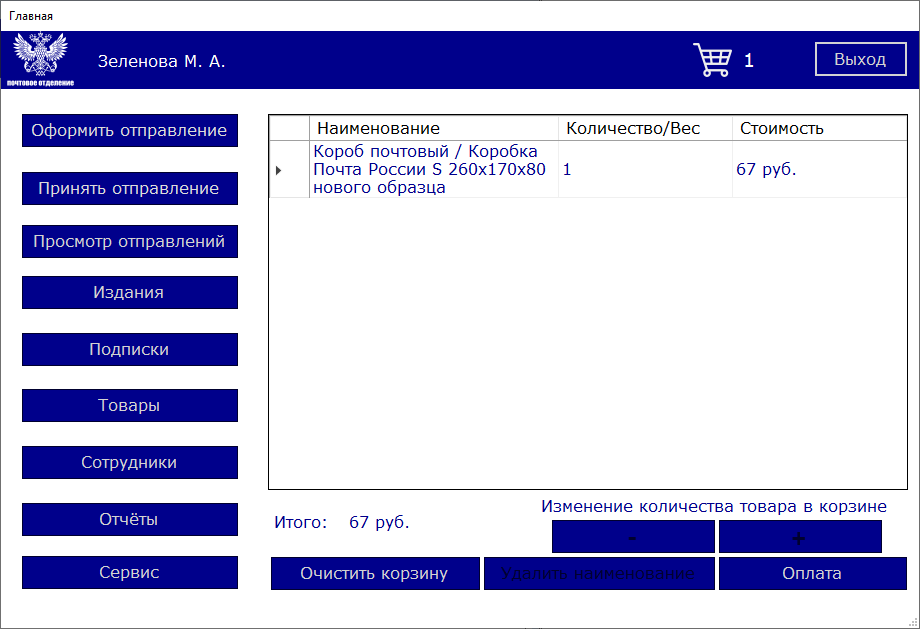 Главная
почтовое отделение
Зеленова М. А.
1
Выход
Оформить отправление
Принять отправление
Просмотр отправлений
Издания
Подписки
Товары
Сотрудники
Отчёты
Сервис
Наименование Количество/Вес Стоимость
Короб почтовый / Коробка
Почта России S 260x170x80
нового образца
1
67 руб.
Итого: 67 руб.
Изменение количества товара в корзине
- +
Очистить корзину
Удалить наименование
Оплата